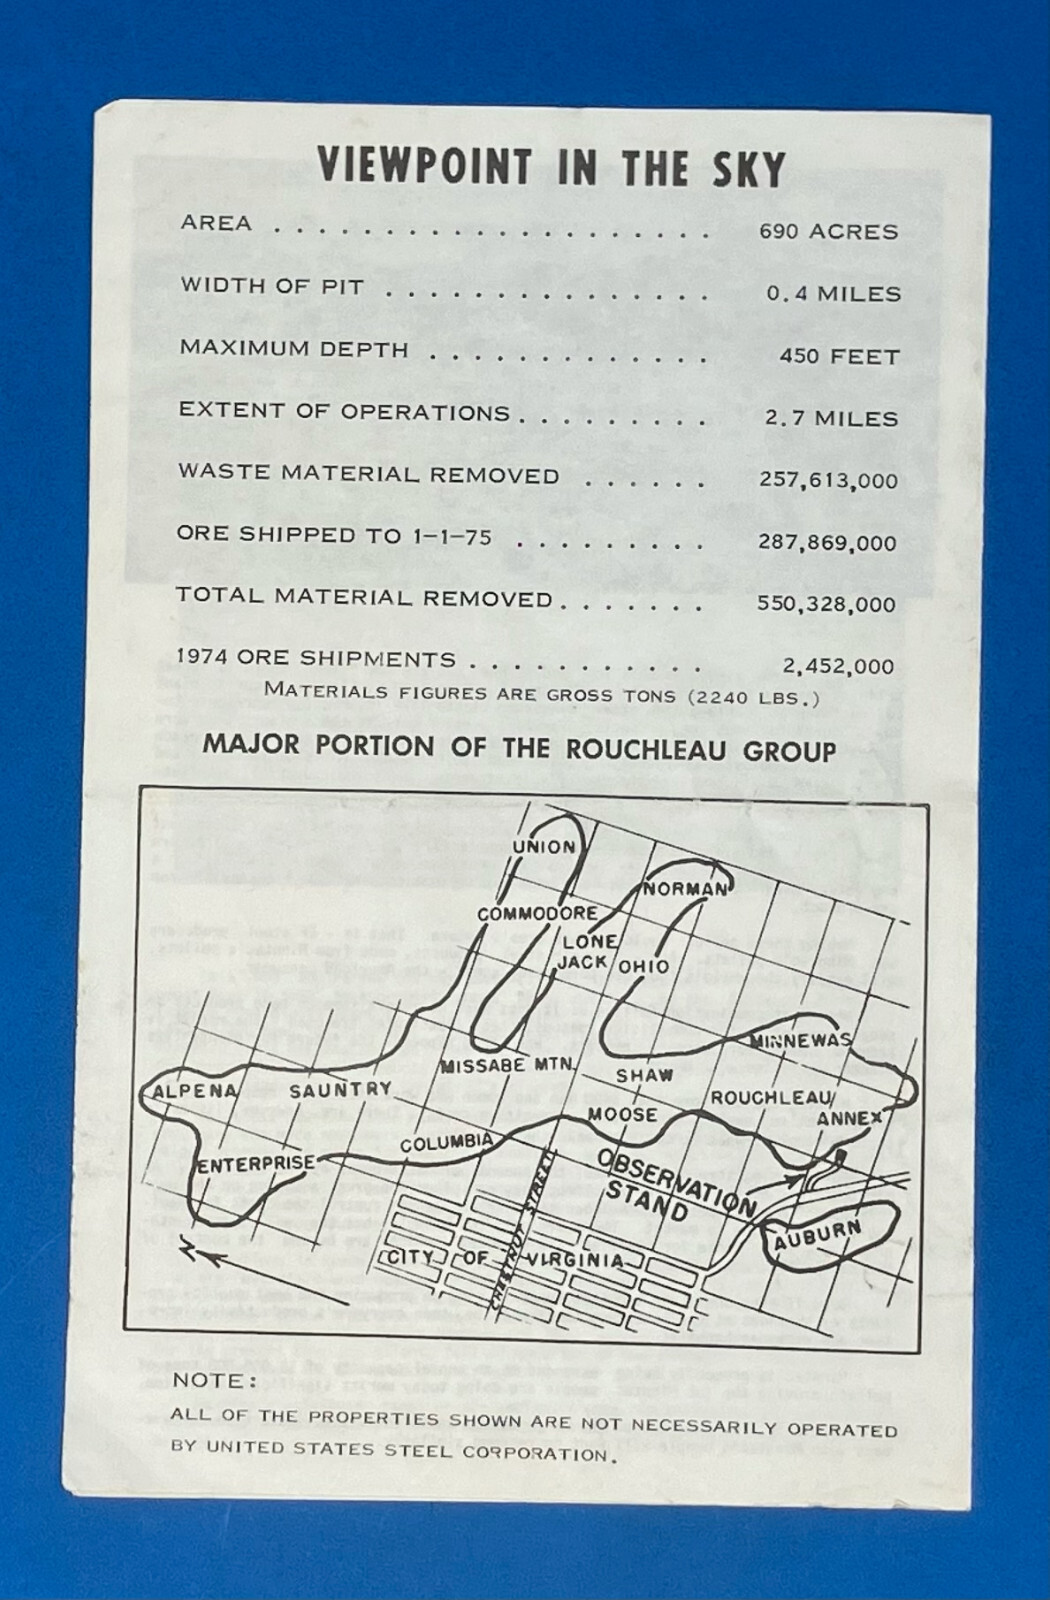 VIEWPOINT IN THE SKY
AREA . . . . . . . . . . . . . . . . . . . . 690 ACRES
WIDTH OF PIT . . . . . . . . . . . . . . . 0.4 MILES
MAXIMUM DEPTH . . . . . . . . . . . . . 450 FEET
EXTENT OF OPERATIONS . . . . . . . . . 2.7 MILES
WASTE MATERIAL REMOVED . . . . . . 257,613,000
ORE SHIPPED TO 1-1-75 . . . . . . . . . 287,869,000
TOTAL MATERIAL REMOVED . . . . . . . 550,328,000
1974 ORE SHIPMENTS . . . . . . . . . . . 2,452,000
MATERIALS FIGURES ARE GROSS TONS (2240 LBS.)
MAJOR PORTION OF THE ROUCHLEAU GROUP
UNION
NORMAN
COMMODORE
LONE
JACK
OHIO
MINNEWAS
MISSABE MTN.
SHAW
ALPENA
SAUNTRY
ROUCHLEAU
ANNEX
MOOSE
COLUMBIA
ENTERPRISE
OBSERVATION
STAND
CHESTNUT STREET
AUBURN
CITY OF VIRGINIA
N
NOTE:
ALL OF THE PROPERTIES SHOWN ARE NOT NECESSARILY OPERATED
BY UNITED STATES STEEL CORPORATION.